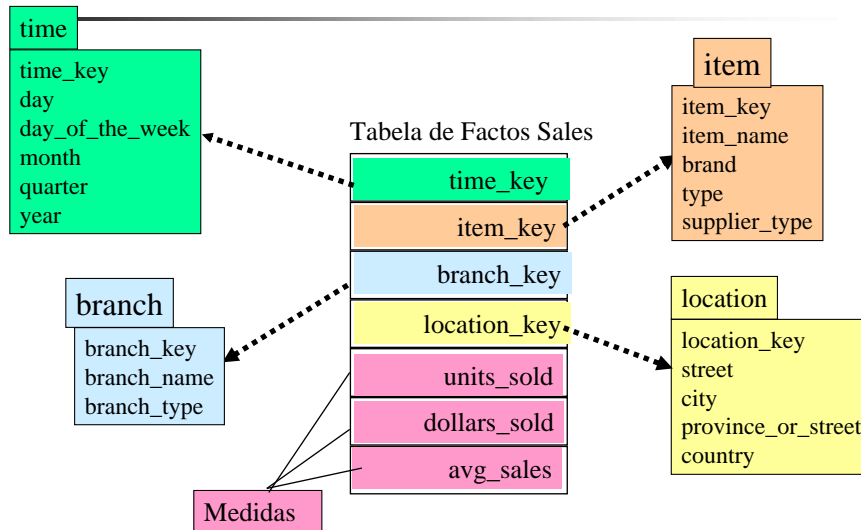 time
time_key
day
day_of_the_week
month
quarter
year
item
item_key
item_name
brand
type
supplier_type
Tabela de Factos Sales
time_key
item_key
branch_key
location_key
units_sold
dollars_sold
avg_sales
branch
branch_key
branch_name
branch_type
location
location_key
street
city
province_or_street
country
Medidas